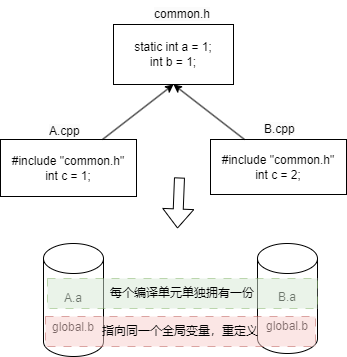 common.h
static int a = 1;
int b = 1;
A.cpp
B.cpp
#include "common.h"
int c = 1;
#include "common.h"
int c = 2;
A.a
每个编译单元单独拥有一份
B.a
global.b
指向同一个全局变量，重定义
global.b